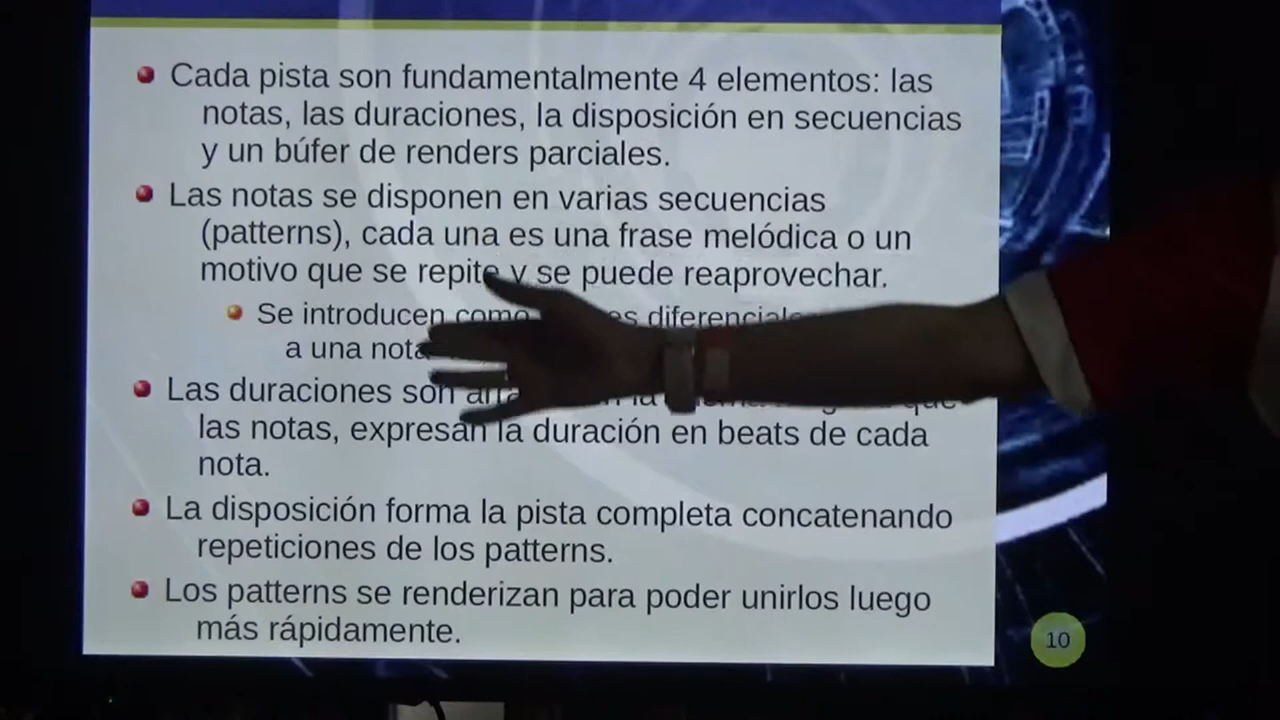 Cada pista son fundamentalmente 4 elementos: las
notas, las duraciones, la disposición en secuencias
y un búfer de renders parciales.
Las notas se disponen en varias secuencias
(patterns), cada una es una frase melódica o un
motivo que se repite y se puede reaprovechar.
Se introducen como
a una nota
Las duraciones son la que
las notas, expresan la duración en beats de cada
nota.
La disposición forma la pista completa concatenando
repeticiones de los patterns.
Los patterns se renderizan para poder unirlos luego
más rápidamente.
10